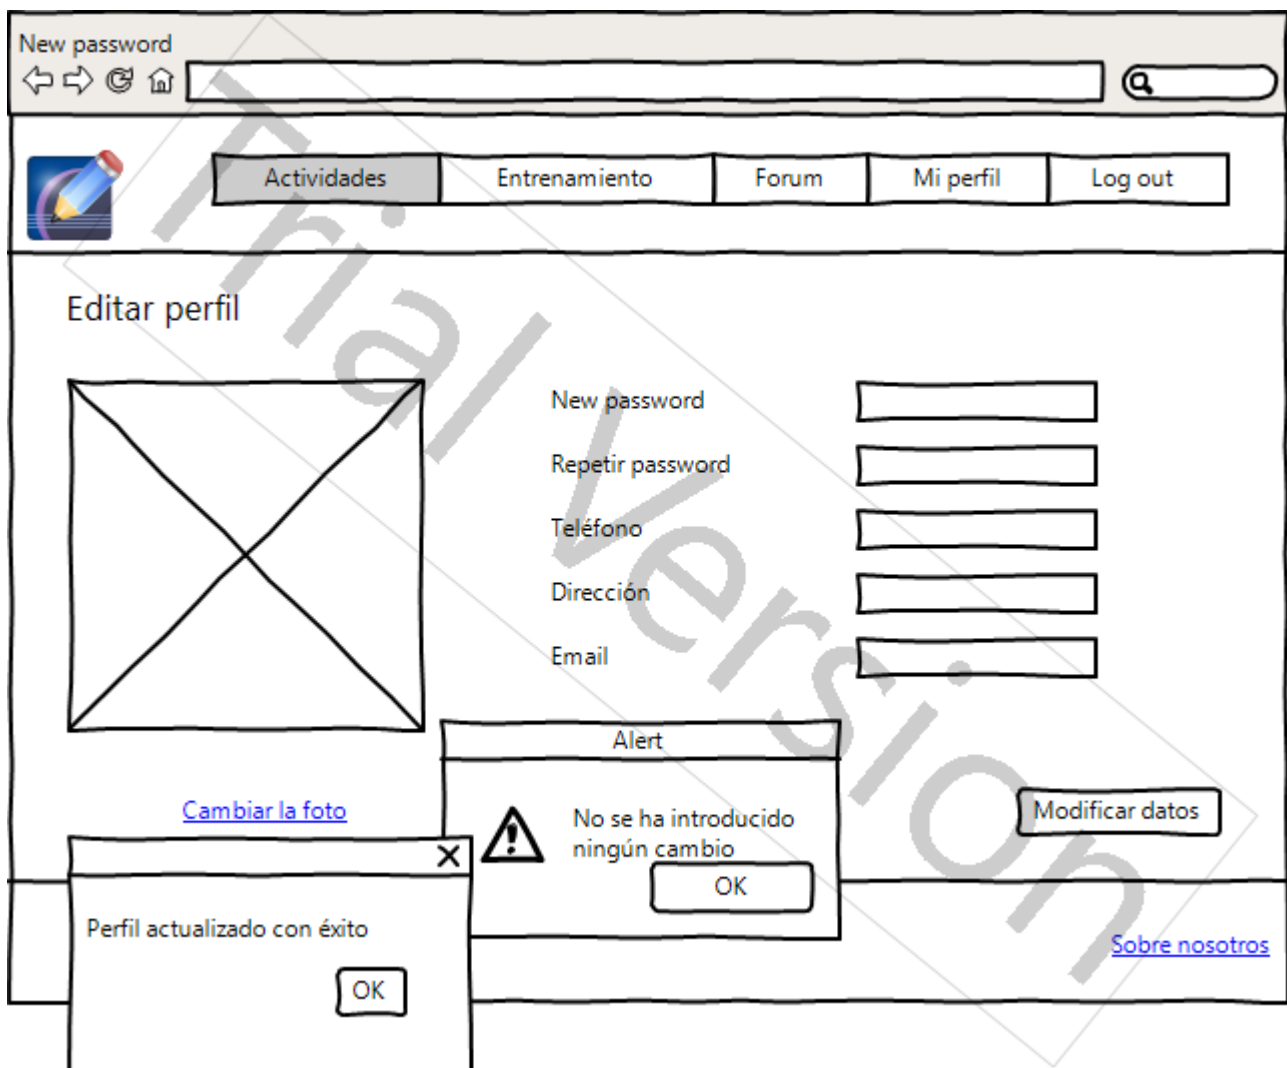 New password
Actividades Entrenamiento Forum Mi perfil Log out
Editar perfil
New password
Repetir password
Teléfono
Dirección
Email
Cambiar la foto
Alert
No se ha introducido
ningún cambio
OK
Modificar datos
Perfil actualizado con éxito
OK
Sobre nosotros
Trial Version